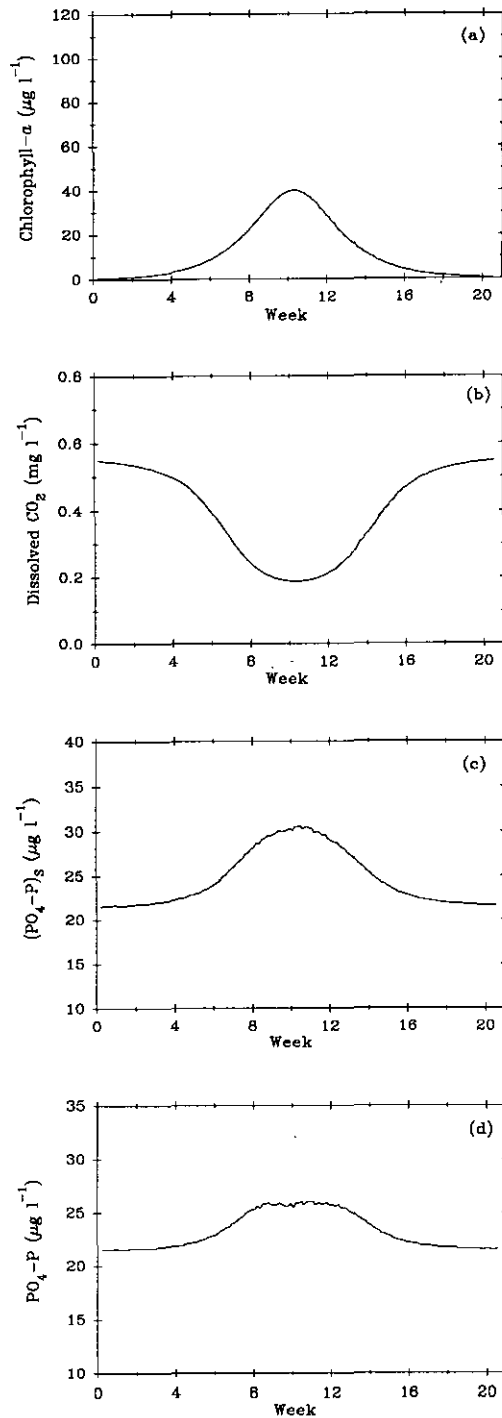 120
100
80
60
40
20
0
Chlorophyll-a (μg l⁻¹)
(a)
0 4 8 12 16 20
Week
0.8
0.6
0.4
0.2
0.0
Dissolved CO₂ (mg l⁻¹)
(b)
0 4 8 12 16 20
Week
40
35
30
25
20
15
10
(PO₄-P)s (μg l⁻¹)
(c)
0 4 8 12 16 20
Week
35
30
25
21
15
10
PO₄-P (μg l⁻¹)
(d)
0 4 8 12 16 20
Week